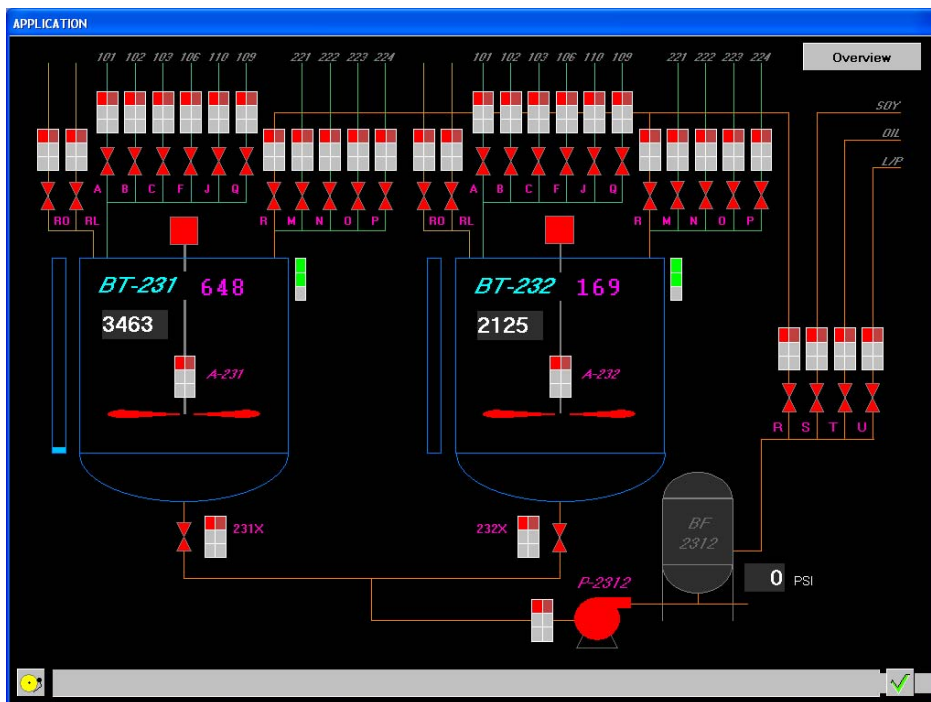 APPLICATION
101 102 103 106 110 109 221 222 223 224 101 102 103 106 110 109 221 222 223 224
Overview
SOY
OIL
L/P
A B C F J Q A B C F J Q
RO RL R M N O P RO RL R M N O P
BT-231 648 BT-232 169
3463 2125
A-231 A-232
R S T U
231X 232X
BF
2312
P-2312 0 PSI